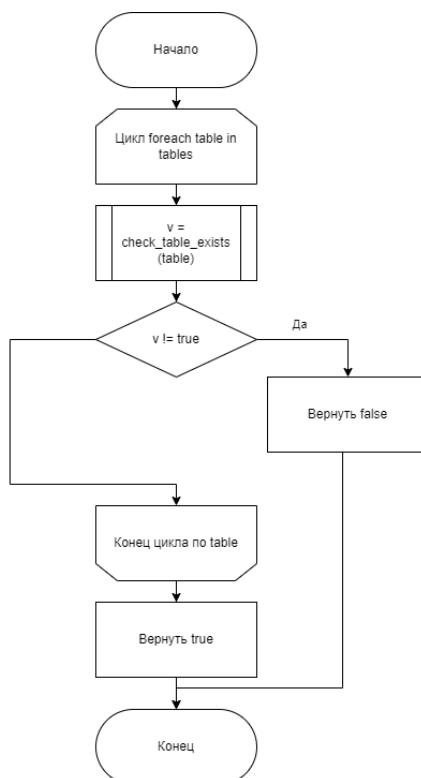 Начало
Цикл foreach table in
tables
v =
check_table_exists
(table)
v != true
Да
Вернуть false
Конец цикла по table
Вернуть true
Конец